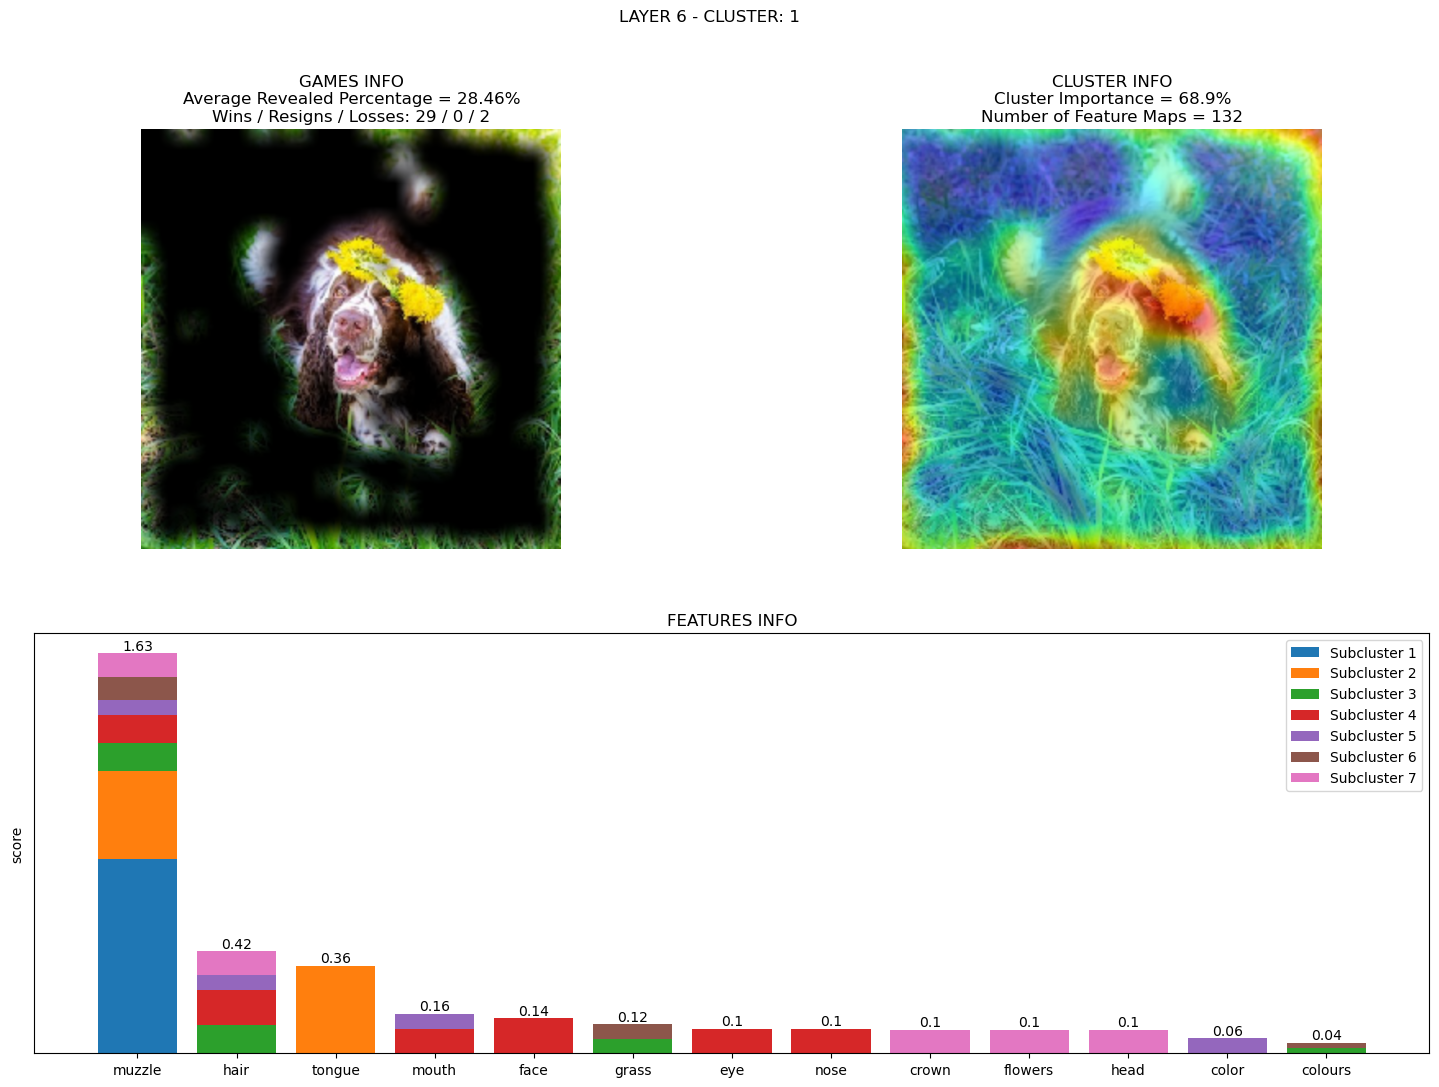 LAYER 6 - CLUSTER: 1
GAMES INFO
Average Revealed Percentage = 28.46%
Wins / Resigns / Losses: 29 / 0 / 2
CLUSTER INFO
Cluster Importance = 68.9%
Number of Feature Maps = 132
FEATURES INFO
score
1.63
0.42
0.36
0.16
0.14
0.12
0.1
0.1
0.1
0.1
0.1
0.06
0.04
Subcluster 1
Subcluster 2
Subcluster 3
Subcluster 4
Subcluster 5
Subcluster 6
Subcluster 7
muzzle hair tongue mouth face grass eye nose crown flowers head color colours